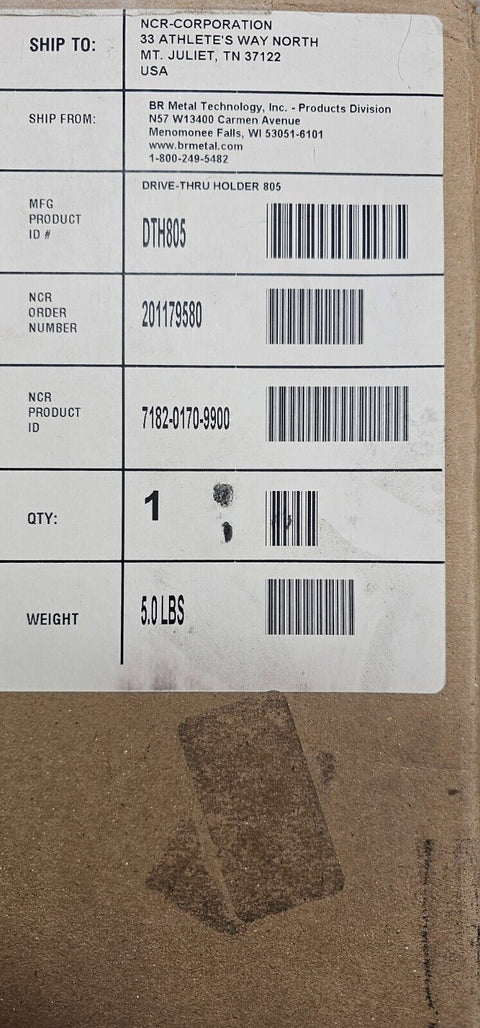 SHIP TO:
NCR-CORPORATION
33 ATHLETE'S WAY NORTH
MT. JULIET, TN 37122
USA
SHIP FROM:
BR Metal Technology, Inc. - Products Division
N57 W13400 Carmen Avenue
Menomonee Falls, WI 53051-6101
www.brmetal.com
1-800-249-5482
DRIVE-THRU HOLDER 805
MFG
PRODUCT
ID #
DTH805
NCR
ORDER
NUMBER
201179580
NCR
PRODUCT
ID
7182-0170-9900
QTY:
1
WEIGHT
5.0 LBS